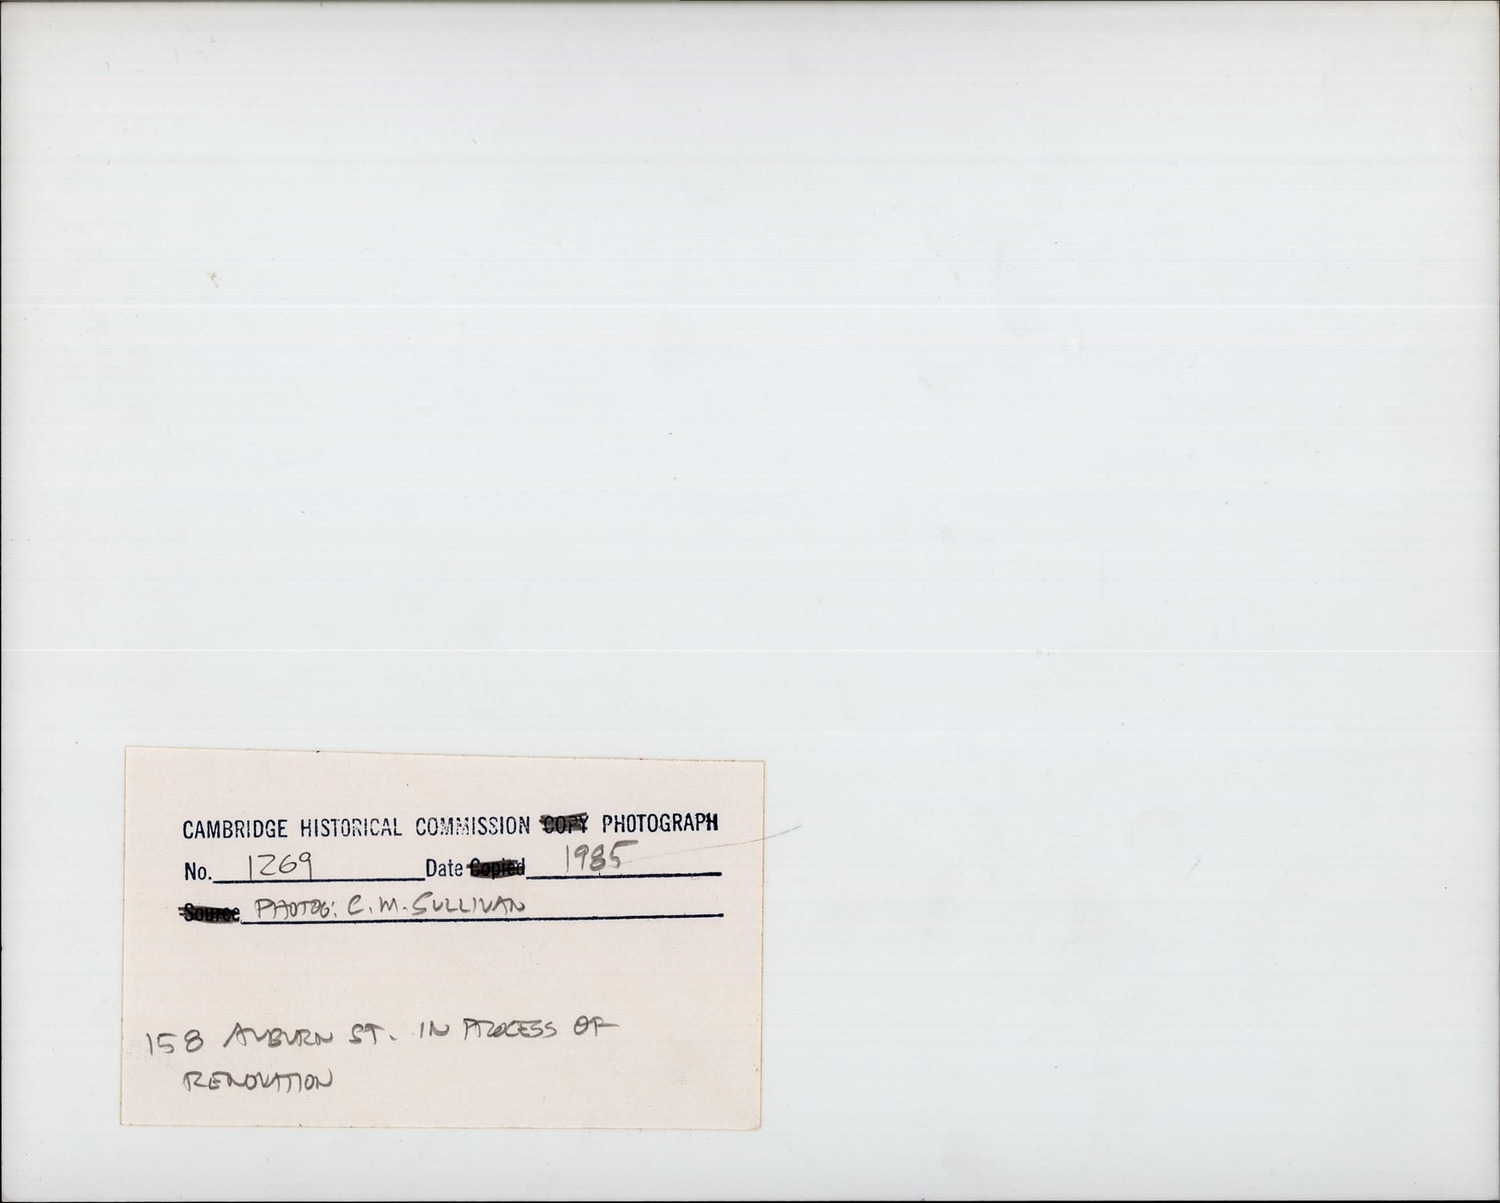 CAMBRIDGE HISTORICAL COMMISSION COPY PHOTOGRAPH
No. 1269 Date Copied 1985
Source PHOTOG: C.M. SULLIVAN
158 AUBURN ST. IN PROCESS OF
RENOVATION